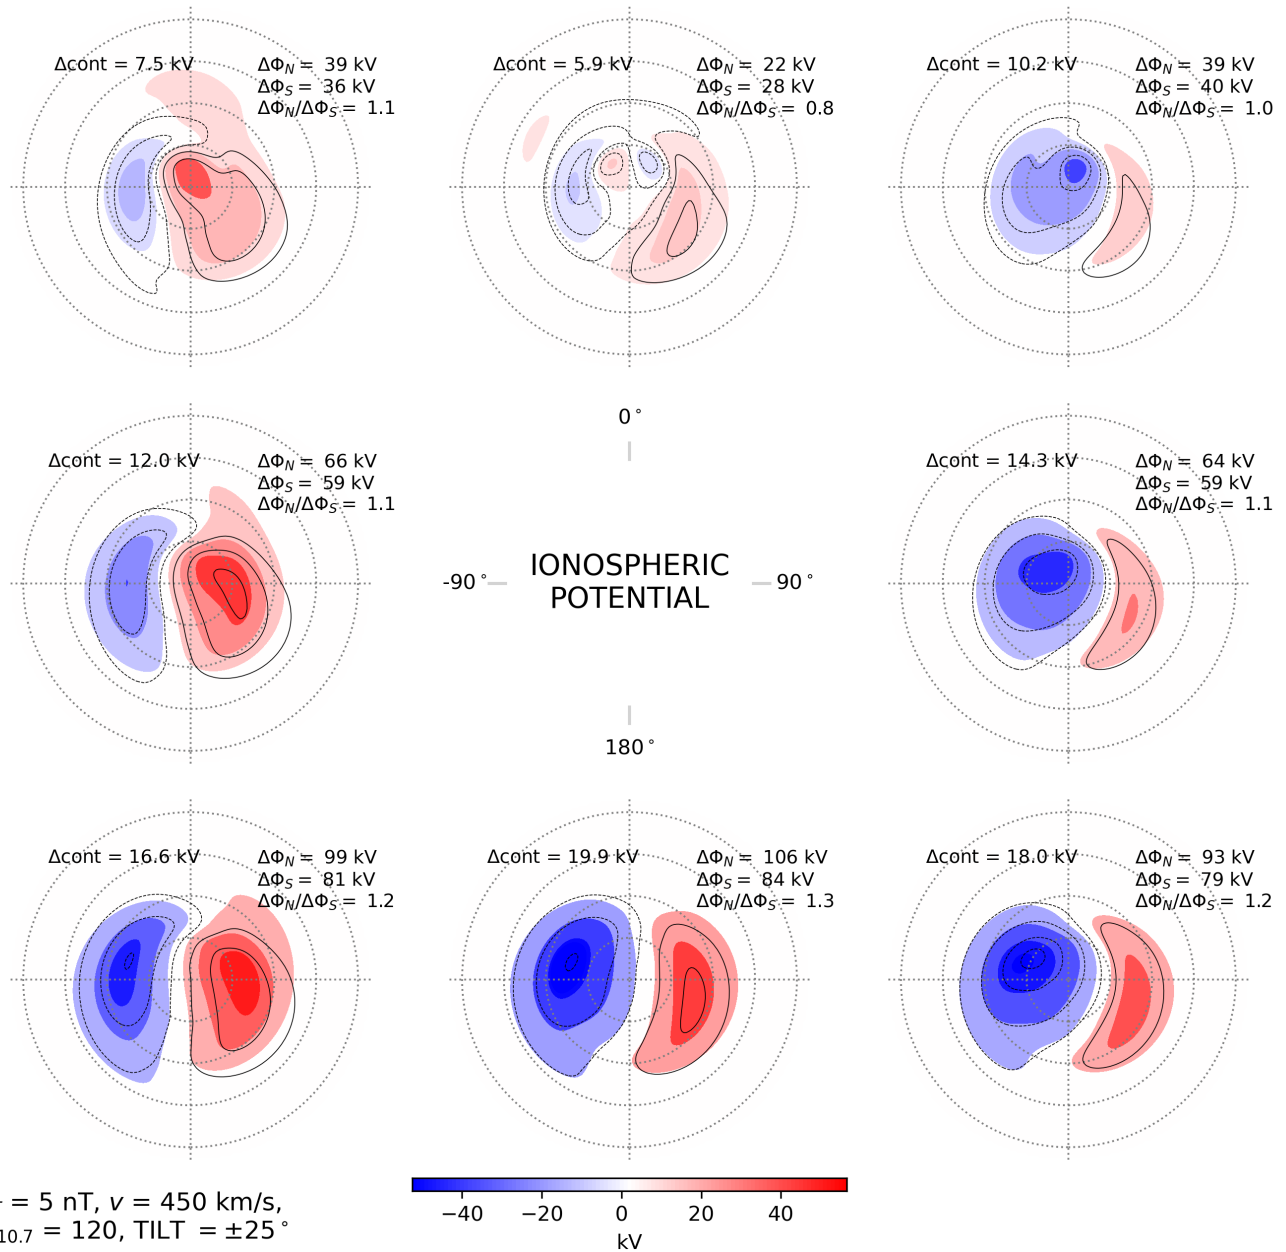 Δcont = 7.5 kV
ΔΦN = 39 kV
ΔΦS = 36 kV
ΔΦN/ΔΦS = 1.1
Δcont = 5.9 kV
ΔΦN = 22 kV
ΔΦS = 28 kV
ΔΦN/ΔΦS = 0.8
Δcont = 10.2 kV
ΔΦN = 39 kV
ΔΦS = 40 kV
ΔΦN/ΔΦS = 1.0
Δcont = 12.0 kV
ΔΦN = 66 kV
ΔΦS = 59 kV
ΔΦN/ΔΦS = 1.1
0°
-90°
IONOSPHERIC
POTENTIAL
90°
180°
Δcont = 14.3 kV
ΔΦN = 64 kV
ΔΦS = 59 kV
ΔΦN/ΔΦS = 1.1
Δcont = 16.6 kV
ΔΦN = 99 kV
ΔΦS = 81 kV
ΔΦN/ΔΦS = 1.2
Δcont = 19.9 kV
ΔΦN = 106 kV
ΔΦS = 84 kV
ΔΦN/ΔΦS = 1.3
Δcont = 18.0 kV
ΔΦN = 93 kV
ΔΦS = 79 kV
ΔΦN/ΔΦS = 1.2
= 5 nT, v = 450 km/s,
10.7 = 120, TILT = ±25°
−40 −20 0 20 40
kV